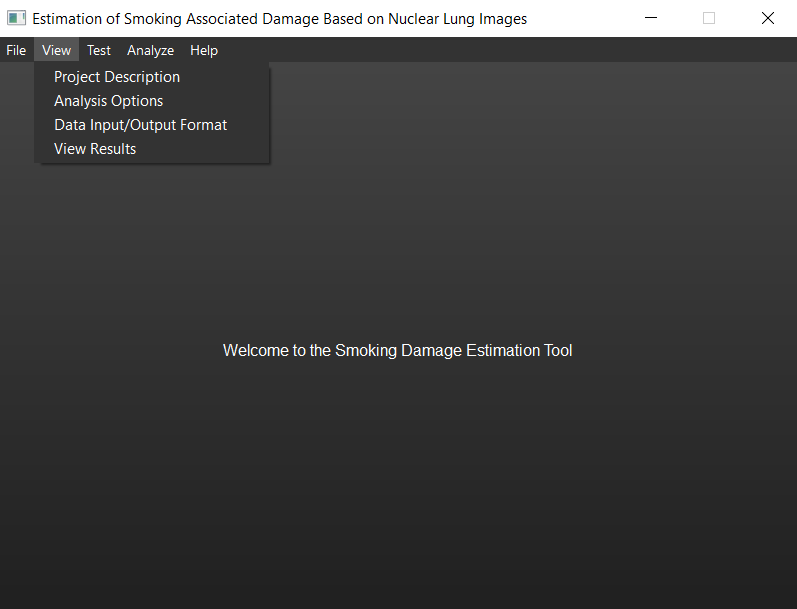 Estimation of Smoking Associated Damage Based on Nuclear Lung Images
File View Test Analyze Help
Project Description
Analysis Options
Data Input/Output Format
View Results
Welcome to the Smoking Damage Estimation Tool